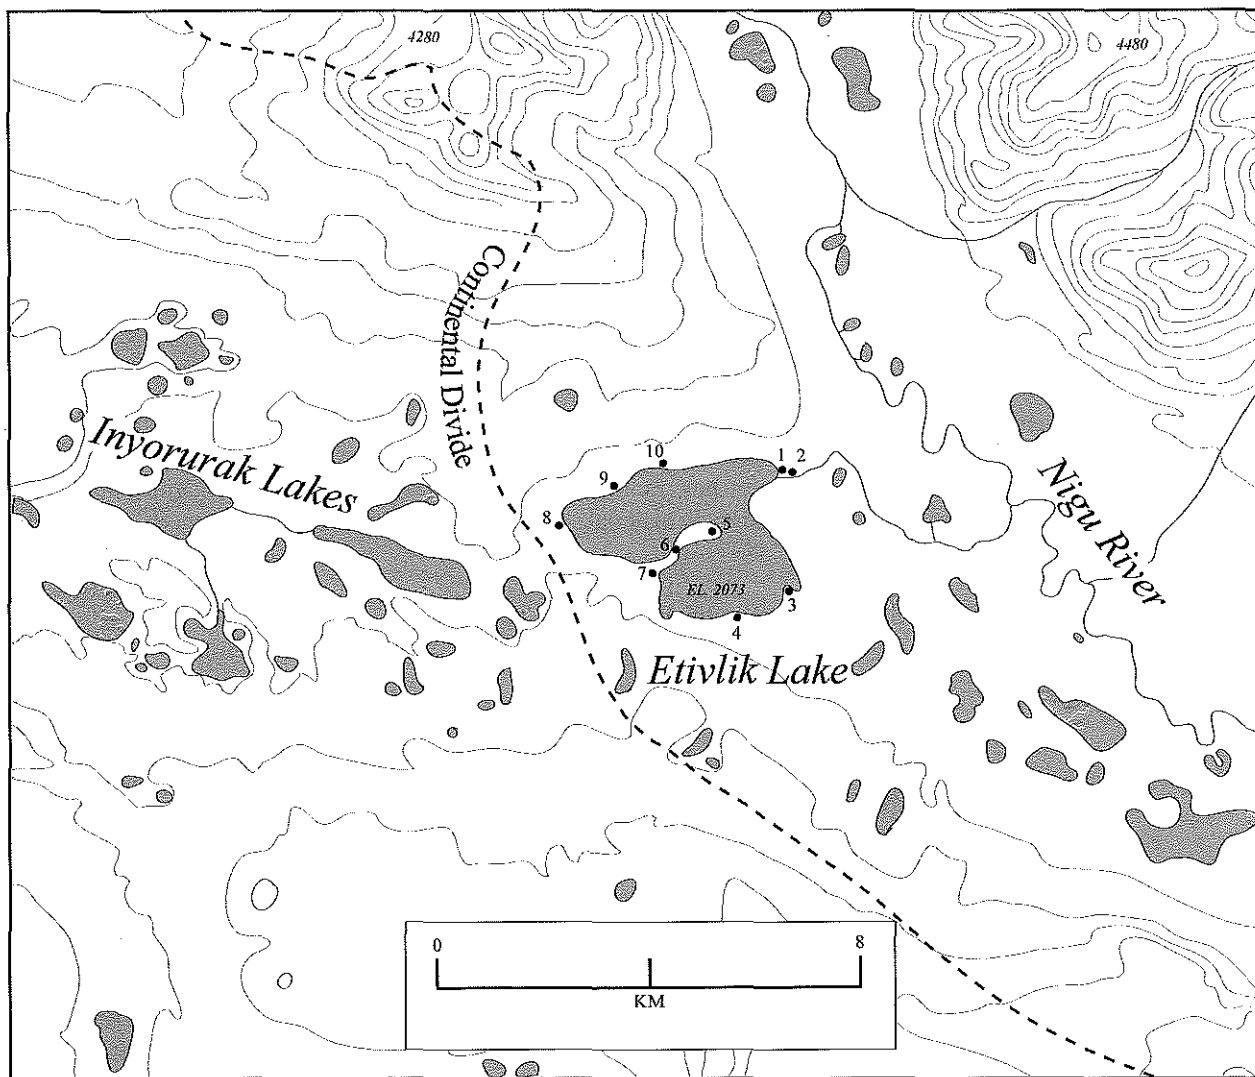 4280
4480
Continental Divide
Inyorurak Lakes
Nigu River
10
1
2
9
8
5
6
7
EL. 2073
3
4
Etivlik Lake
0
8
KM